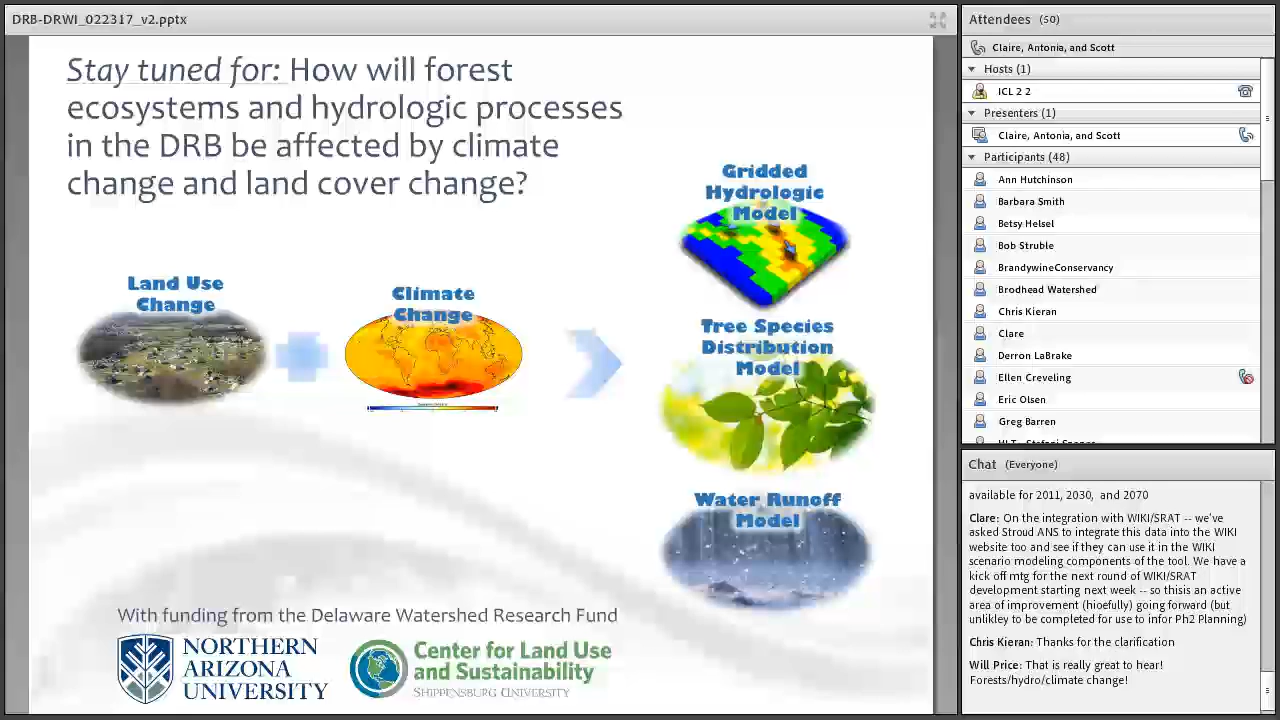 DRB-DRWI_022317_v2.pptx
Stay tuned for: How will forest
ecosystems and hydrologic processes
in the DRB be affected by climate
change and land cover change?
Land Use
Change
Climate
Change
Gridded
Hydrologic
Model
Tree Species
Distribution
Model
Water Runoff
Model
With funding from the Delaware Watershed Research Fund
NORTHERN
ARIZONA
UNIVERSITY
Center for Land Use
and Sustainability
SHIPPENSBURG UNIVERSITY
Attendees (50)
Claire, Antonia, and Scott
Hosts (1)
ICL 2 2
Presenters (1)
Claire, Antonia, and Scott
Participants (48)
Ann Hutchinson
Barbara Smith
Betsy Helsel
Bob Struble
BrandywineConservancy
Brodhead Watershed
Chris Kieran
Clare
Derron LaBrake
Ellen Creveling
Eric Olsen
Greg Barren
Chat (Everyone)
available for 2011, 2030, and 2070
Clare: On the integration with WIKI/SRAT -- we've
asked Stroud ANS to integrate this data into the WIKI
website too and see if they can use it in the WIKI
scenario modeling components of the tool. We have a
kick off mtg for the next round of WIKI/SRAT
development starting next week -- so thisis an active
area of improvement (hioefully) going forward (but
unlikley to be completed for use to infor Ph2 Planning)
Chris Kieran: Thanks for the clarification
Will Price: That is really great to hear!
Forests/hydro/climate change!